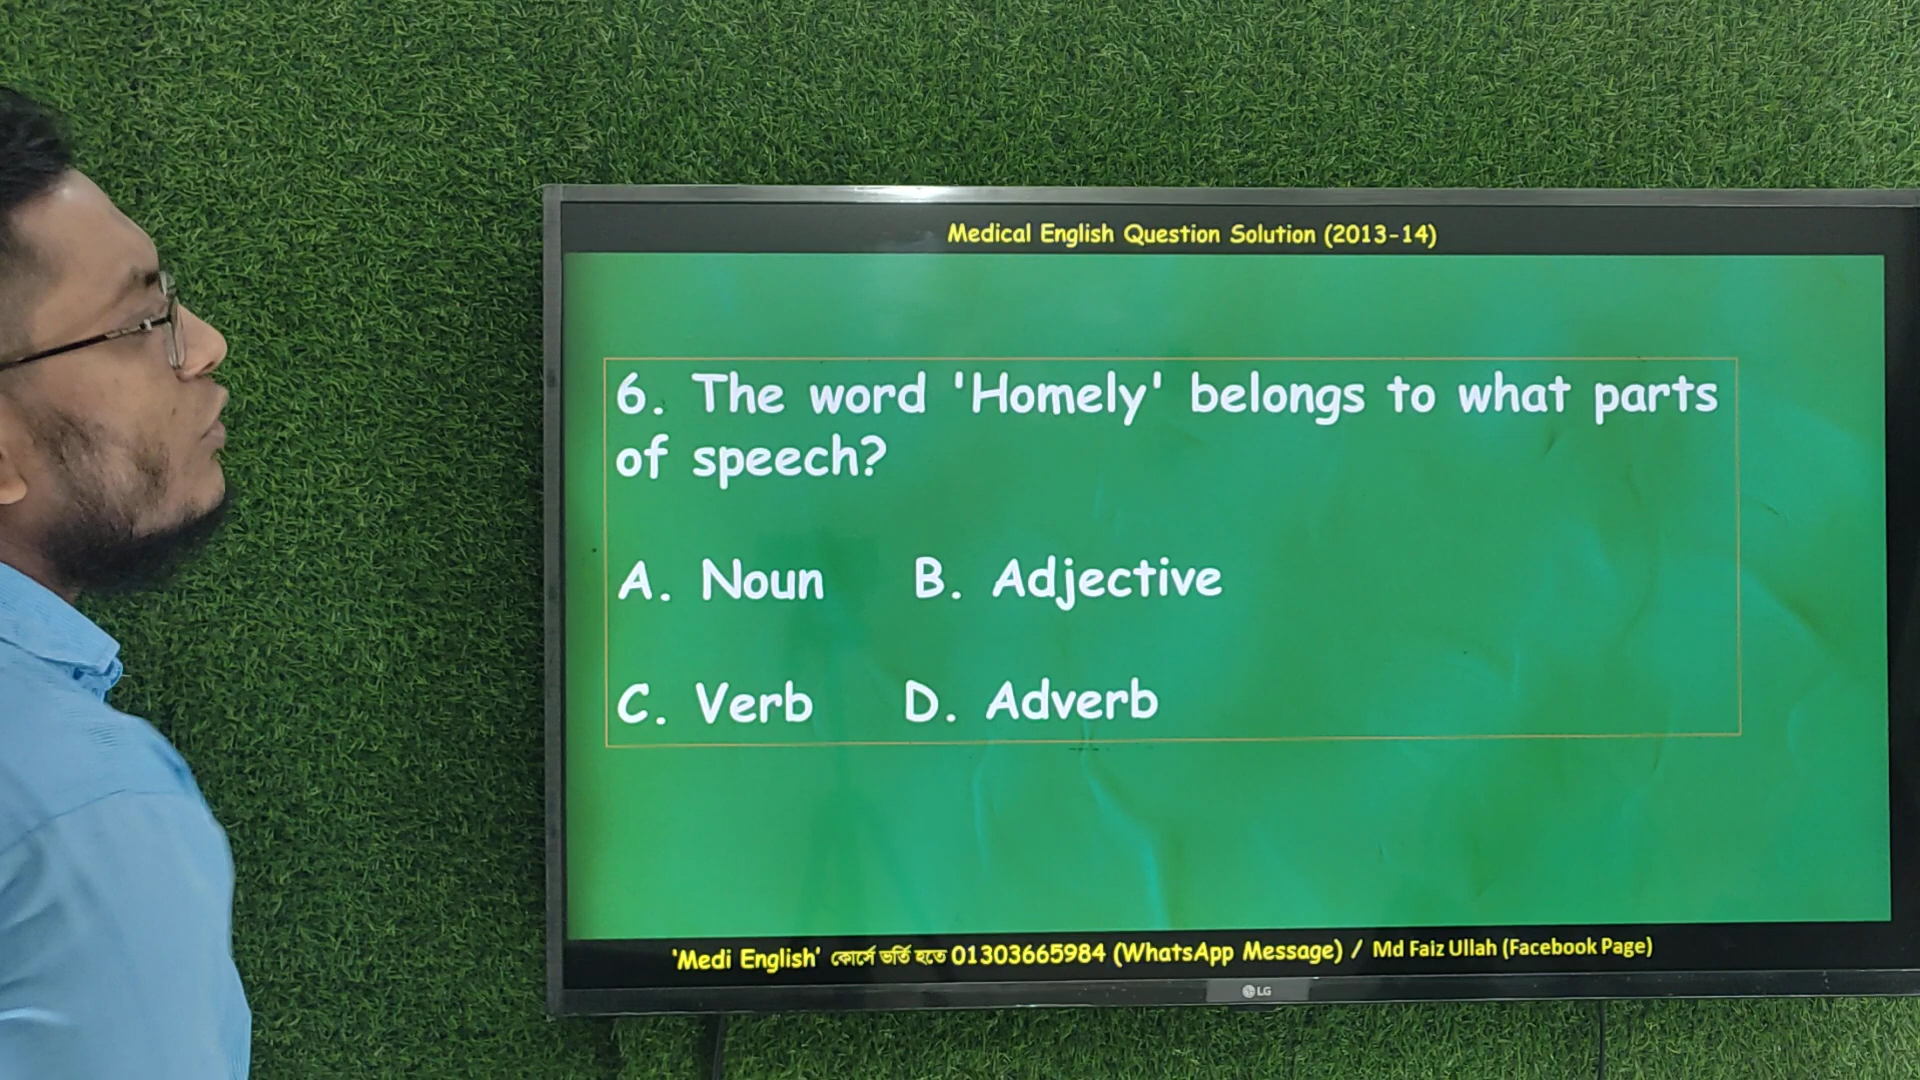 Medical English Question Solution (2013-14)
6. The word 'Homely' belongs to what parts
of speech?
A. Noun B. Adjective
C. Verb D. Adverb
'Medi English' কোর্সে ভর্তি হতে 01303665984 (WhatsApp Message) / Md Faiz Ullah (Facebook Page)
LG